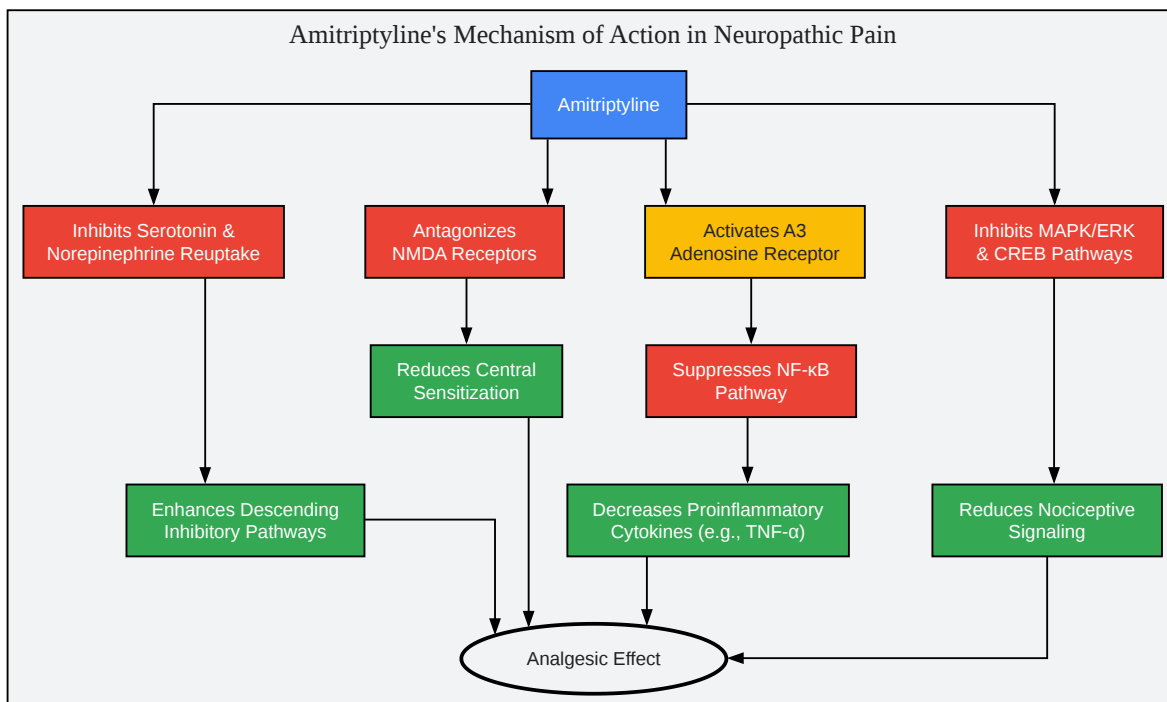 Amitriptyline's Mechanism of Action in Neuropathic Pain
Amitriptyline
Inhibits Serotonin &
Norepinephrine Reuptake
Antagonizes
NMDA Receptors
Activates A3
Adenosine Receptor
Inhibits MAPK/ERK
& CREB Pathways
Reduces Central
Sensitization
Suppresses NF-κB
Pathway
Enhances Descending
Inhibitory Pathways
Decreases Proinflammatory
Cytokines (e.g., TNF-α)
Reduces Nociceptive
Signaling
Analgesic Effect